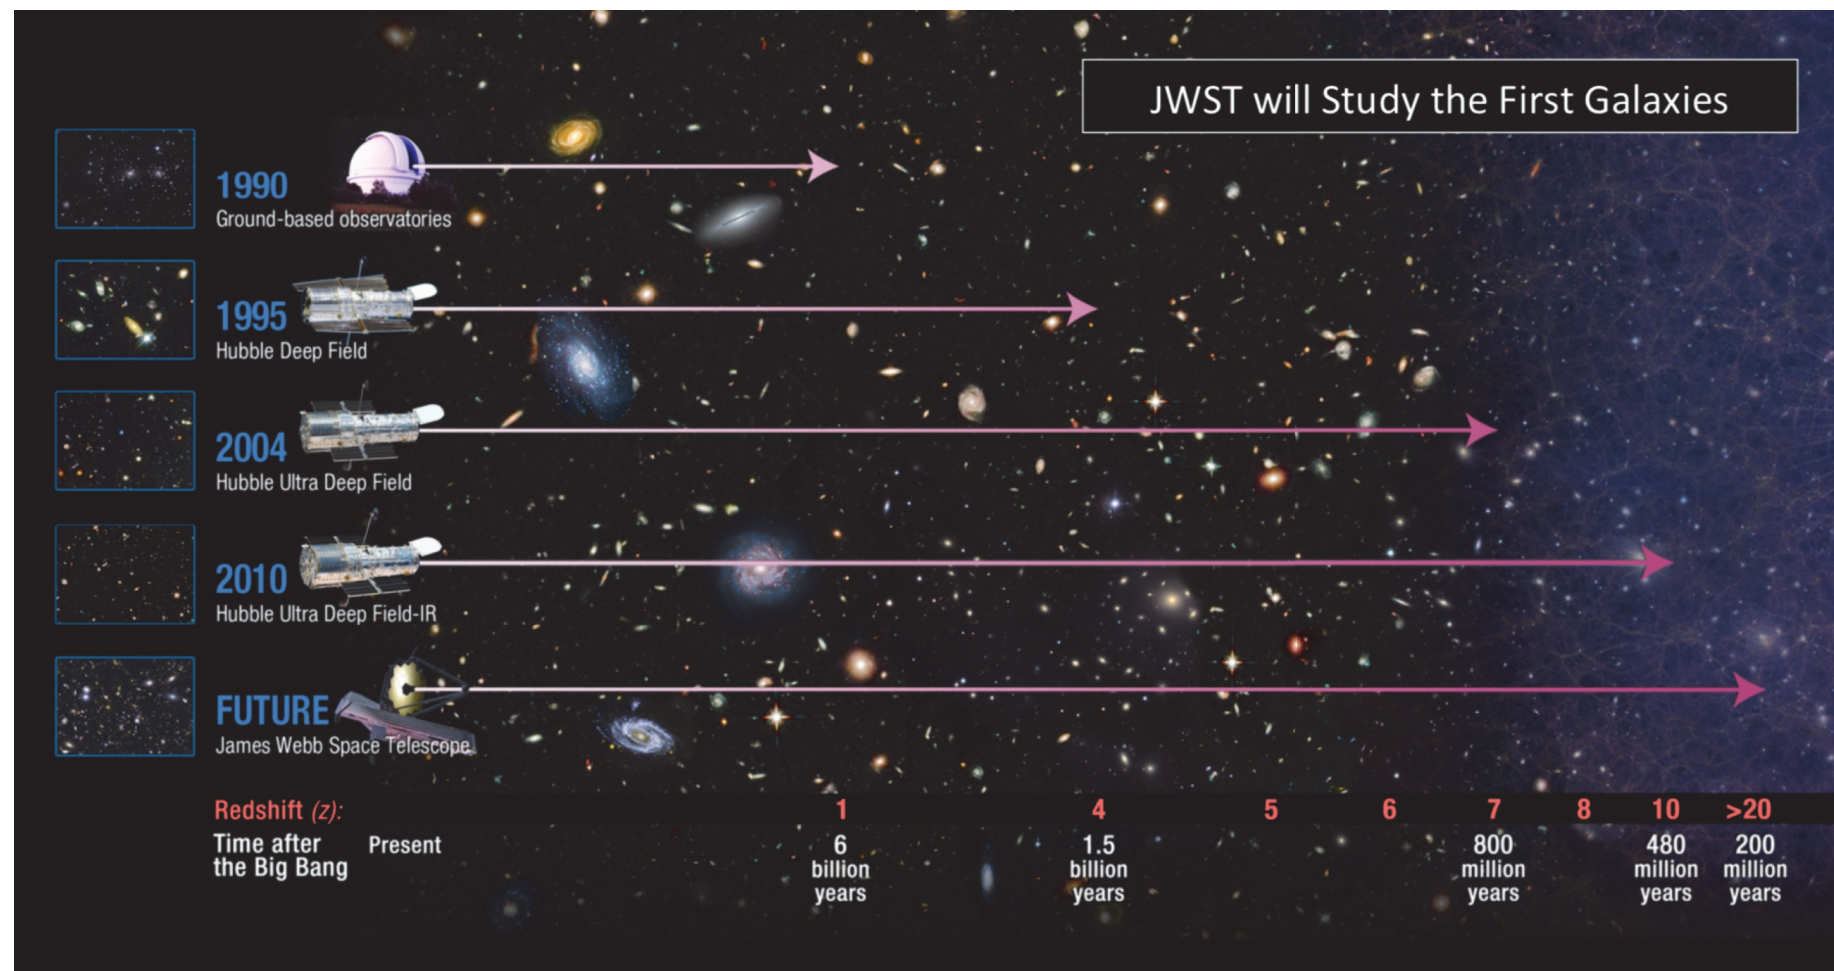 JWST will Study the First Galaxies
1990
Ground-based observatories
1995
Hubble Deep Field
2004
Hubble Ultra Deep Field
2010
Hubble Ultra Deep Field-IR
FUTURE
James Webb Space Telescope
Redshift (z): 1 4 5 6 7 8 10 >20
Time after Present 6 1.5 800 480 200
the Big Bang billion billion million million million
years years years years years